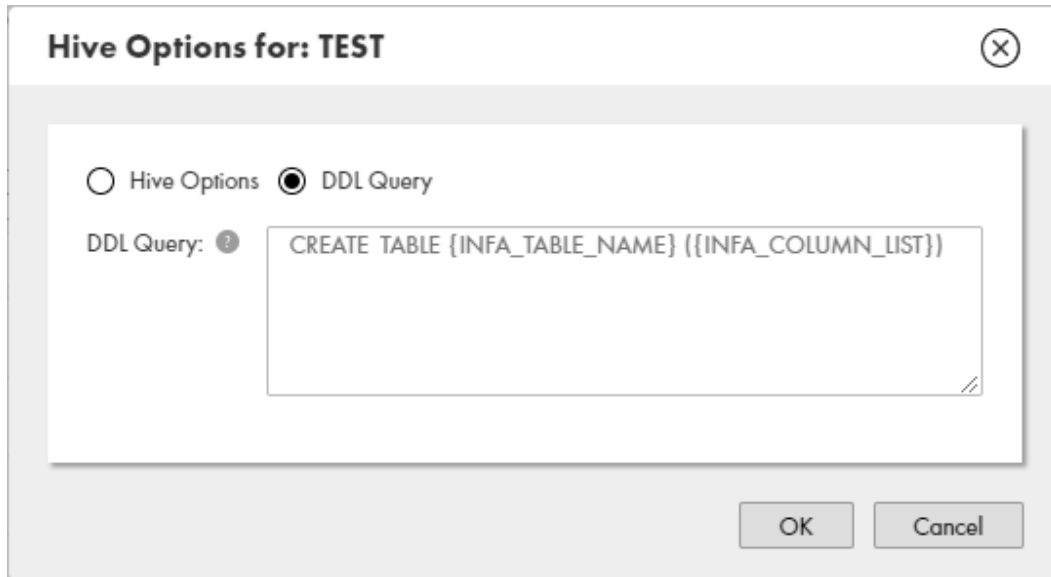 Hive Options for: TEST
Hive Options DDL Query
DDL Query: ?
CREATE TABLE {INFA_TABLE_NAME} ({INFA_COLUMN_LIST})
OK Cancel